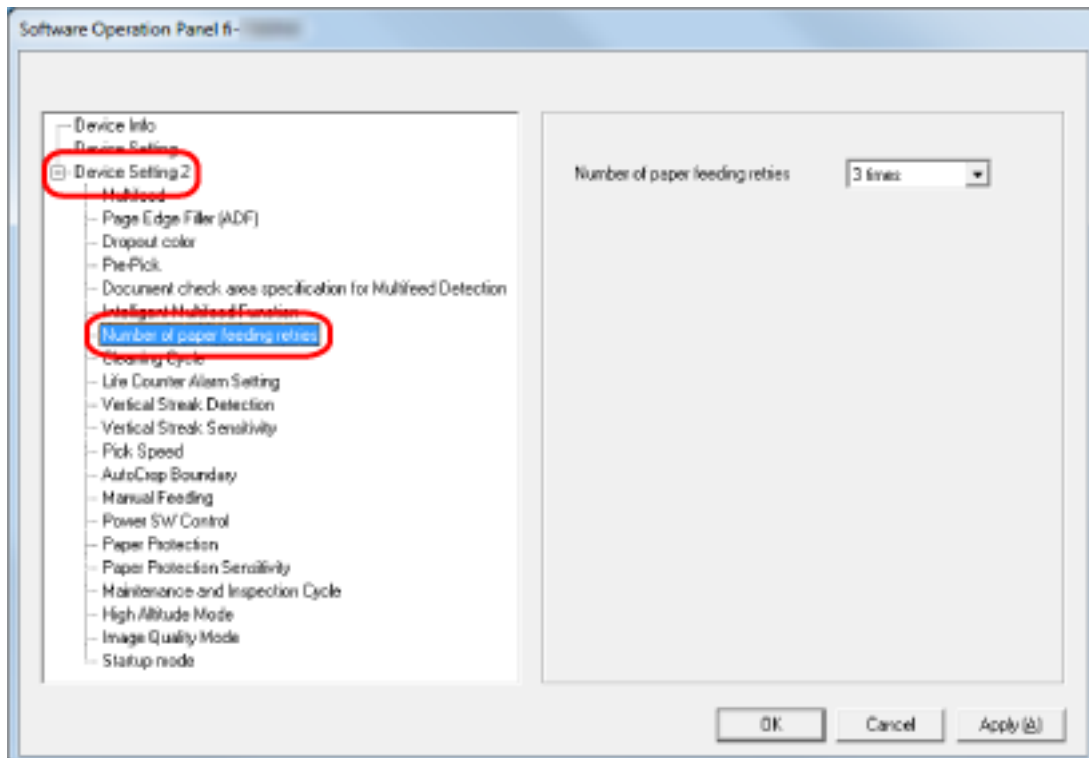 Software Operation Panel fi-
Device Info
Device Setting
Device Setting 2
Multifeed
Page Edge Filler (ADF)
Dropout color
Pre-Pick
Document check area specification for Multifeed Detection
Intelligent Multifeed Function
Number of paper feeding retries
Cleaning Cycle
Life Counter Alarm Setting
Vertical Streak Detection
Vertical Streak Sensitivity
Pick Speed
AutoCrop Boundary
Manual Feeding
Power SW Control
Paper Protection
Paper Protection Sensitivity
Maintenance and Inspection Cycle
High Altitude Mode
Image Quality Mode
Startup mode
Number of paper feeding retries 3 times
OK Cancel Apply (A)